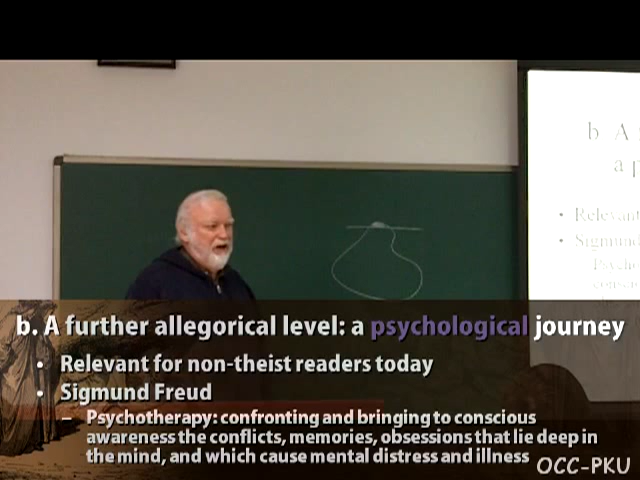 b. A
a p
• Relevant
• Sigmund
b. A further allegorical level: a psychological journey
• Relevant for non-theist readers today
• Sigmund Freud
– Psychotherapy: confronting and bringing to conscious
awareness the conflicts, memories, obsessions that lie deep in
the mind, and which cause mental distress and illness
OCC-PKU